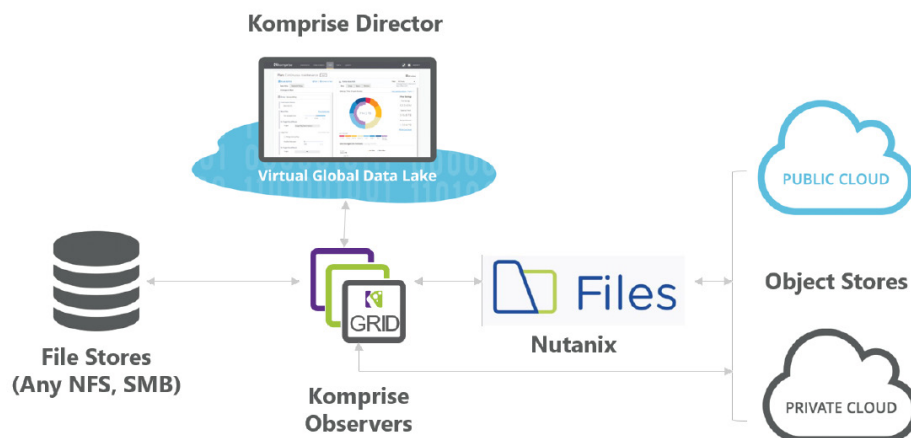 Komprise Director
Virtual Global Data Lake
PUBLIC CLOUD
File Stores
(Any NFS, SMB)
GRID
Komprise
Observers
Files
Nutanix
Object Stores
PRIVATE CLOUD